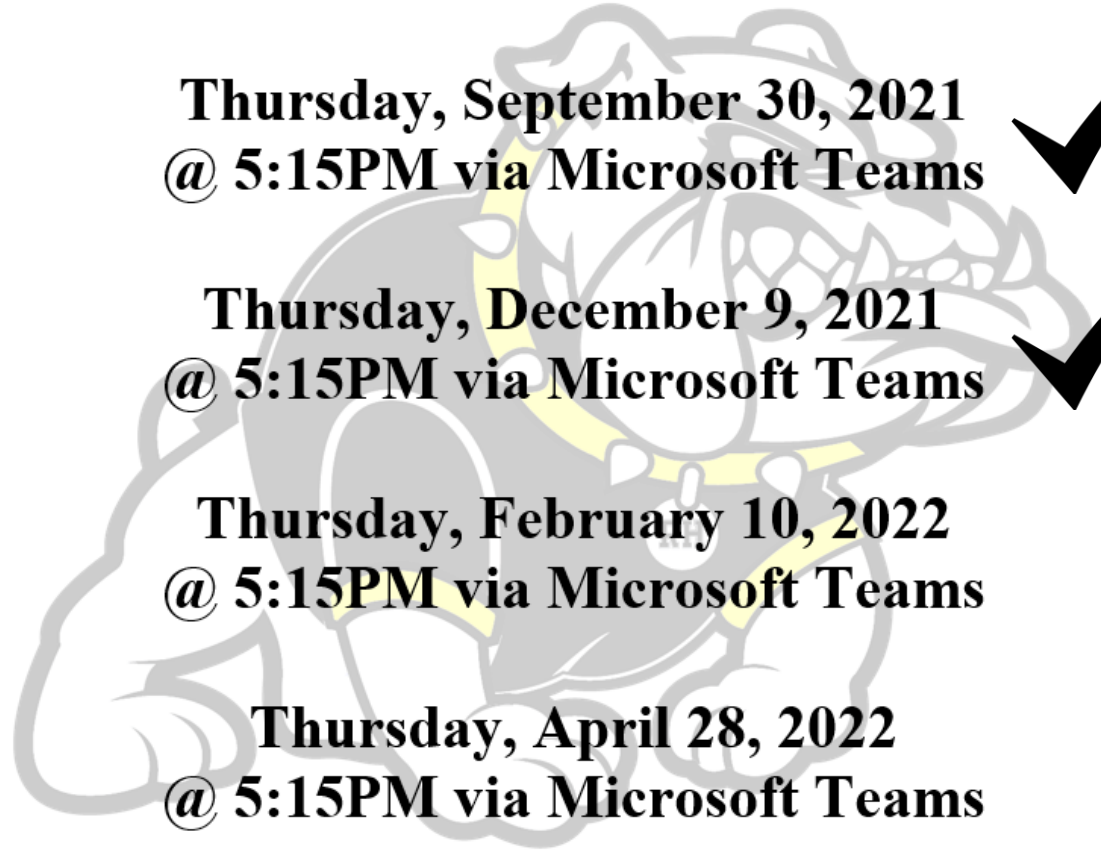 Thursday, September 30, 2021
@ 5:15PM via Microsoft Teams
Thursday, December 9, 2021
@ 5:15PM via Microsoft Teams
Thursday, February 10, 2022
@ 5:15PM via Microsoft Teams
RH
Thursday, April 28, 2022
@ 5:15PM via Microsoft Teams